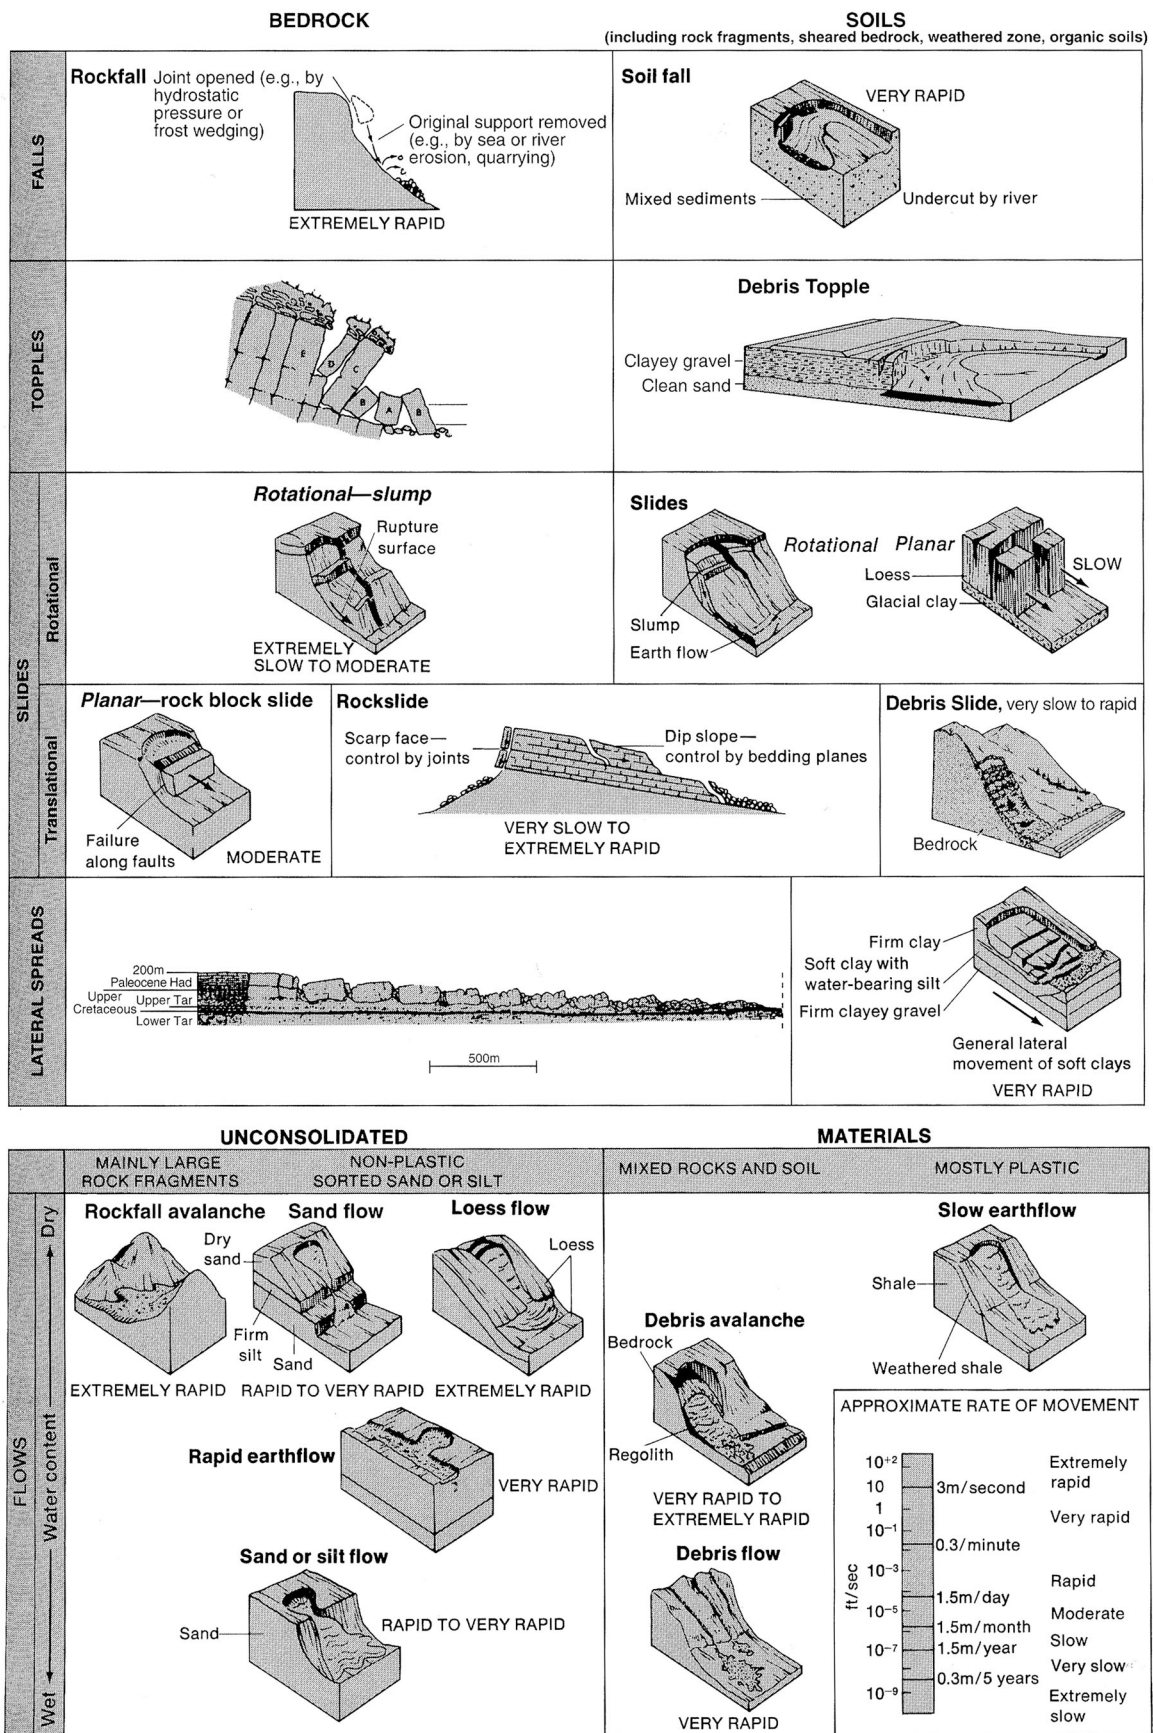 BEDROCK
SOILS
(including rock fragments, sheared bedrock, weathered zone, organic soils)
FALLS
Rockfall Joint opened (e.g., by
hydrostatic
pressure or
frost wedging)
Original support removed
(e.g., by sea or river
erosion, quarrying)
EXTREMELY RAPID
Soil fall
VERY RAPID
Mixed sediments
Undercut by river
TOPPLES
E
D
C
B
A
B
Debris Topple
Clayey gravel
Clean sand
SLIDES
Rotational
Rotational—slump
Rupture
surface
EXTREMELY
SLOW TO MODERATE
Slides
Rotational Planar
Loess
SLOW
Glacial clay
Slump
Earth flow
Translational
Planar—rock block slide
Failure
along faults
MODERATE
Rockslide
Scarp face—
control by joints
Dip slope—
control by bedding planes
VERY SLOW TO
EXTREMELY RAPID
Debris Slide, very slow to rapid
Bedrock
LATERAL SPREADS
200m
Paleocene Had
Upper
Cretaceous
Upper Tar
Lower Tar
500m
Firm clay
Soft clay with
water-bearing silt
Firm clayey gravel
General lateral
movement of soft clays
VERY RAPID
UNCONSOLIDATED
MATERIALS
MAINLY LARGE
ROCK FRAGMENTS
NON-PLASTIC
SORTED SAND OR SILT
MIXED ROCKS AND SOIL
MOSTLY PLASTIC
FLOWS
Wet
Water content
Dry
Rockfall avalanche
EXTREMELY RAPID
Sand flow
Dry
sand
Firm
silt
Sand
RAPID TO VERY RAPID
Loess flow
Loess
EXTREMELY RAPID
Slow earthflow
Shale
Weathered shale
Debris avalanche
Bedrock
Regolith
VERY RAPID TO
EXTREMELY RAPID
Rapid earthflow
VERY RAPID
Sand or silt flow
Sand
RAPID TO VERY RAPID
Debris flow
VERY RAPID
APPROXIMATE RATE OF MOVEMENT
ft/sec
10+2
10
1
10−1
10−3
10−5
10−7
10−9
3m/second
0.3/minute
1.5m/day
1.5m/month
1.5m/year
0.3m/5 years
Extremely
rapid
Very rapid
Rapid
Moderate
Slow
Very slow
Extremely
slow